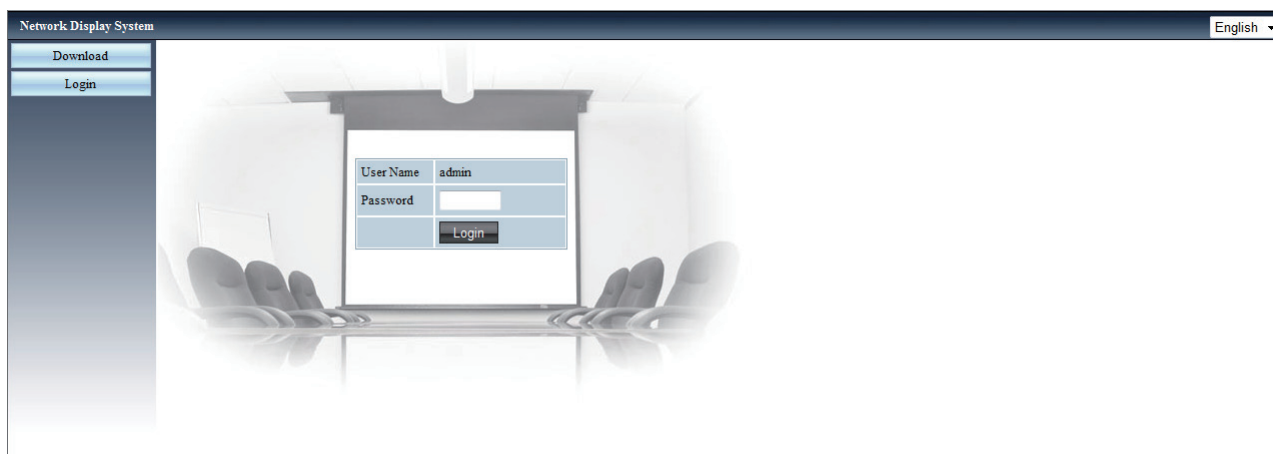 Network Display System
English
Download
Login
User Name admin
Password
Login